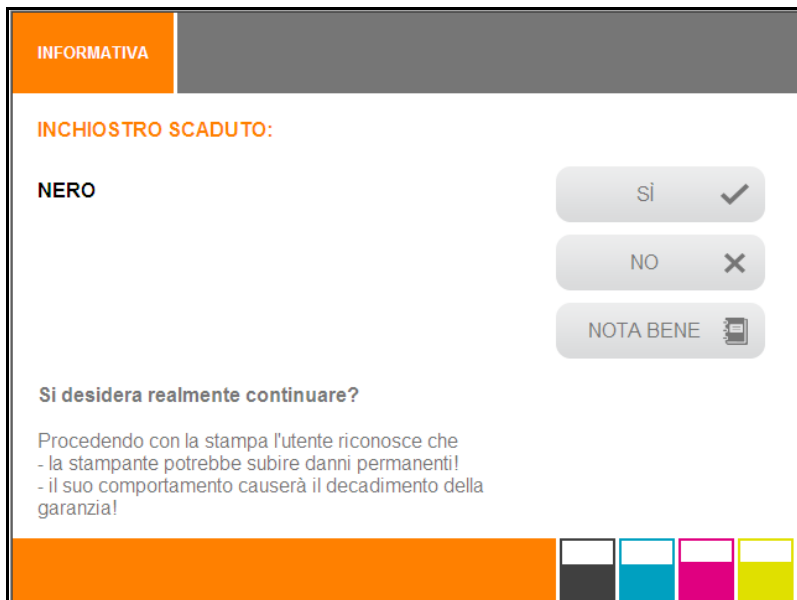 INFORMATIVA
INCHIOSTRO SCADUTO:
NERO
SÌ
NO
NOTA BENE
Si desidera realmente continuare?
Procedendo con la stampa l'utente riconosce che
- la stampante potrebbe subire danni permanenti!
- il suo comportamento causerà il decadimento della
garanzia!